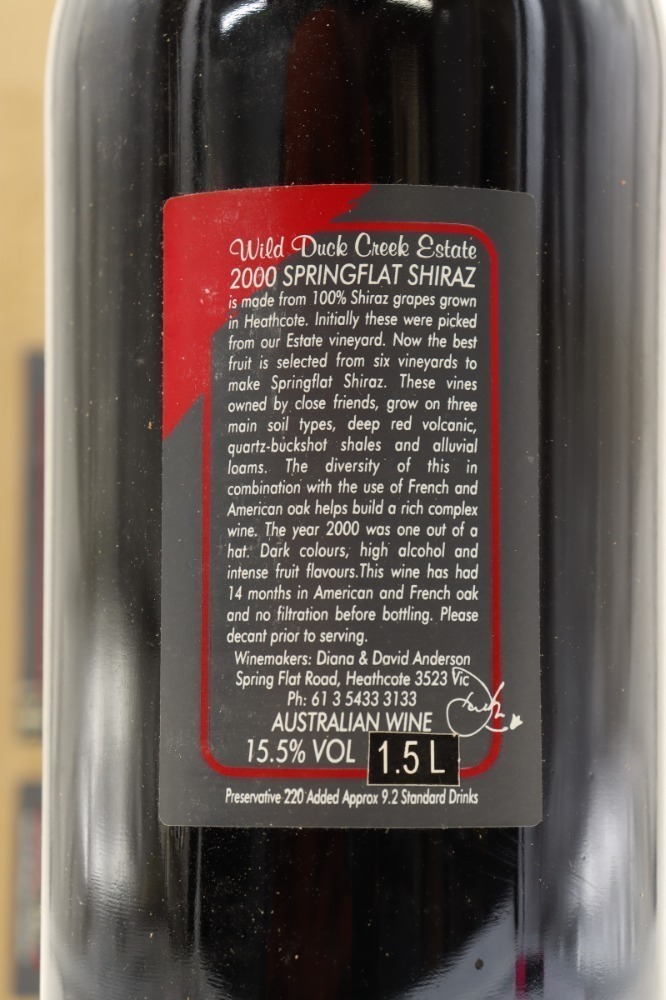 Wild Duck Creek Estate
2000 SPRINGFLAT SHIRAZ
is made from 100% Shiraz grapes grown
in Heathcote. Initially these were picked
from our Estate vineyard. Now the best
fruit is selected from six vineyards to
make Springflat Shiraz. These vines
owned by close friends, grow on three
main soil types, deep red volcanic,
quartz-buckshot shales and alluvial
loams. The diversity of this in
combination with the use of French and
American oak helps build a rich complex
wine. The year 2000 was one out of a
hat. Dark colours, high alcohol and
intense fruit flavours.This wine has had
14 months in American and French oak
and no filtration before bottling. Please
decant prior to serving.
Winemakers: Diana & David Anderson
Spring Flat Road, Heathcote 3523 Vic
Ph: 61 3 5433 3133
AUSTRALIAN WINE
15.5% VOL 1.5 L
Preservative 220 Added Approx 9.2 Standard Drinks